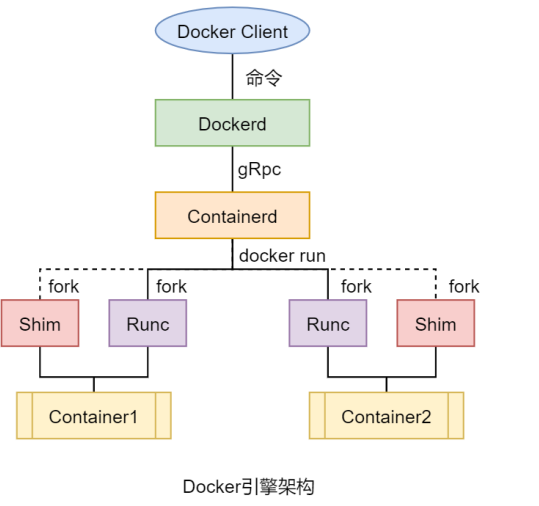 Docker Client
命令
Dockerd
gRpc
Containerd
docker run
fork fork fork fork
Shim Runc Runc Shim
Container1 Container2
Docker引擎架构